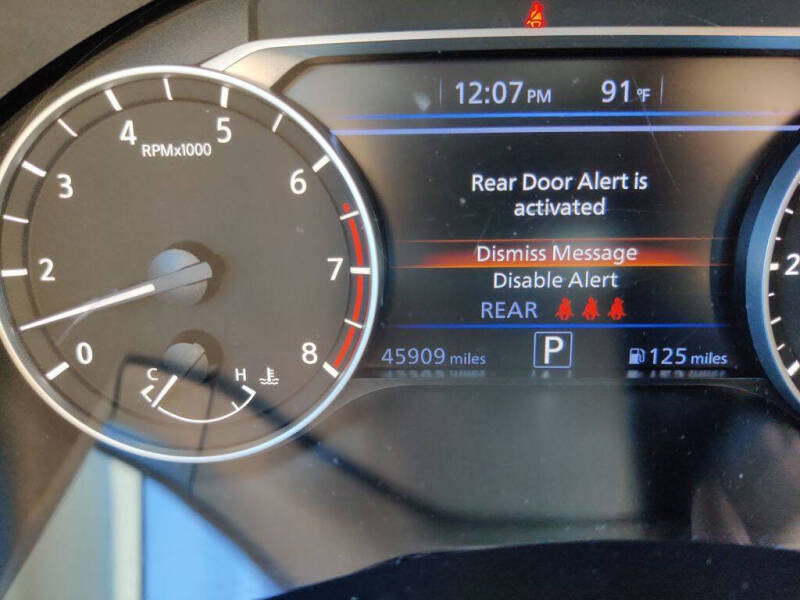 12:07 PM 91°F
4 5
RPMx1000
3 6
Rear Door Alert is
activated
2 7
Dismiss Message
Disable Alert
REAR
0 8
45909 miles P 125 miles
C H
2